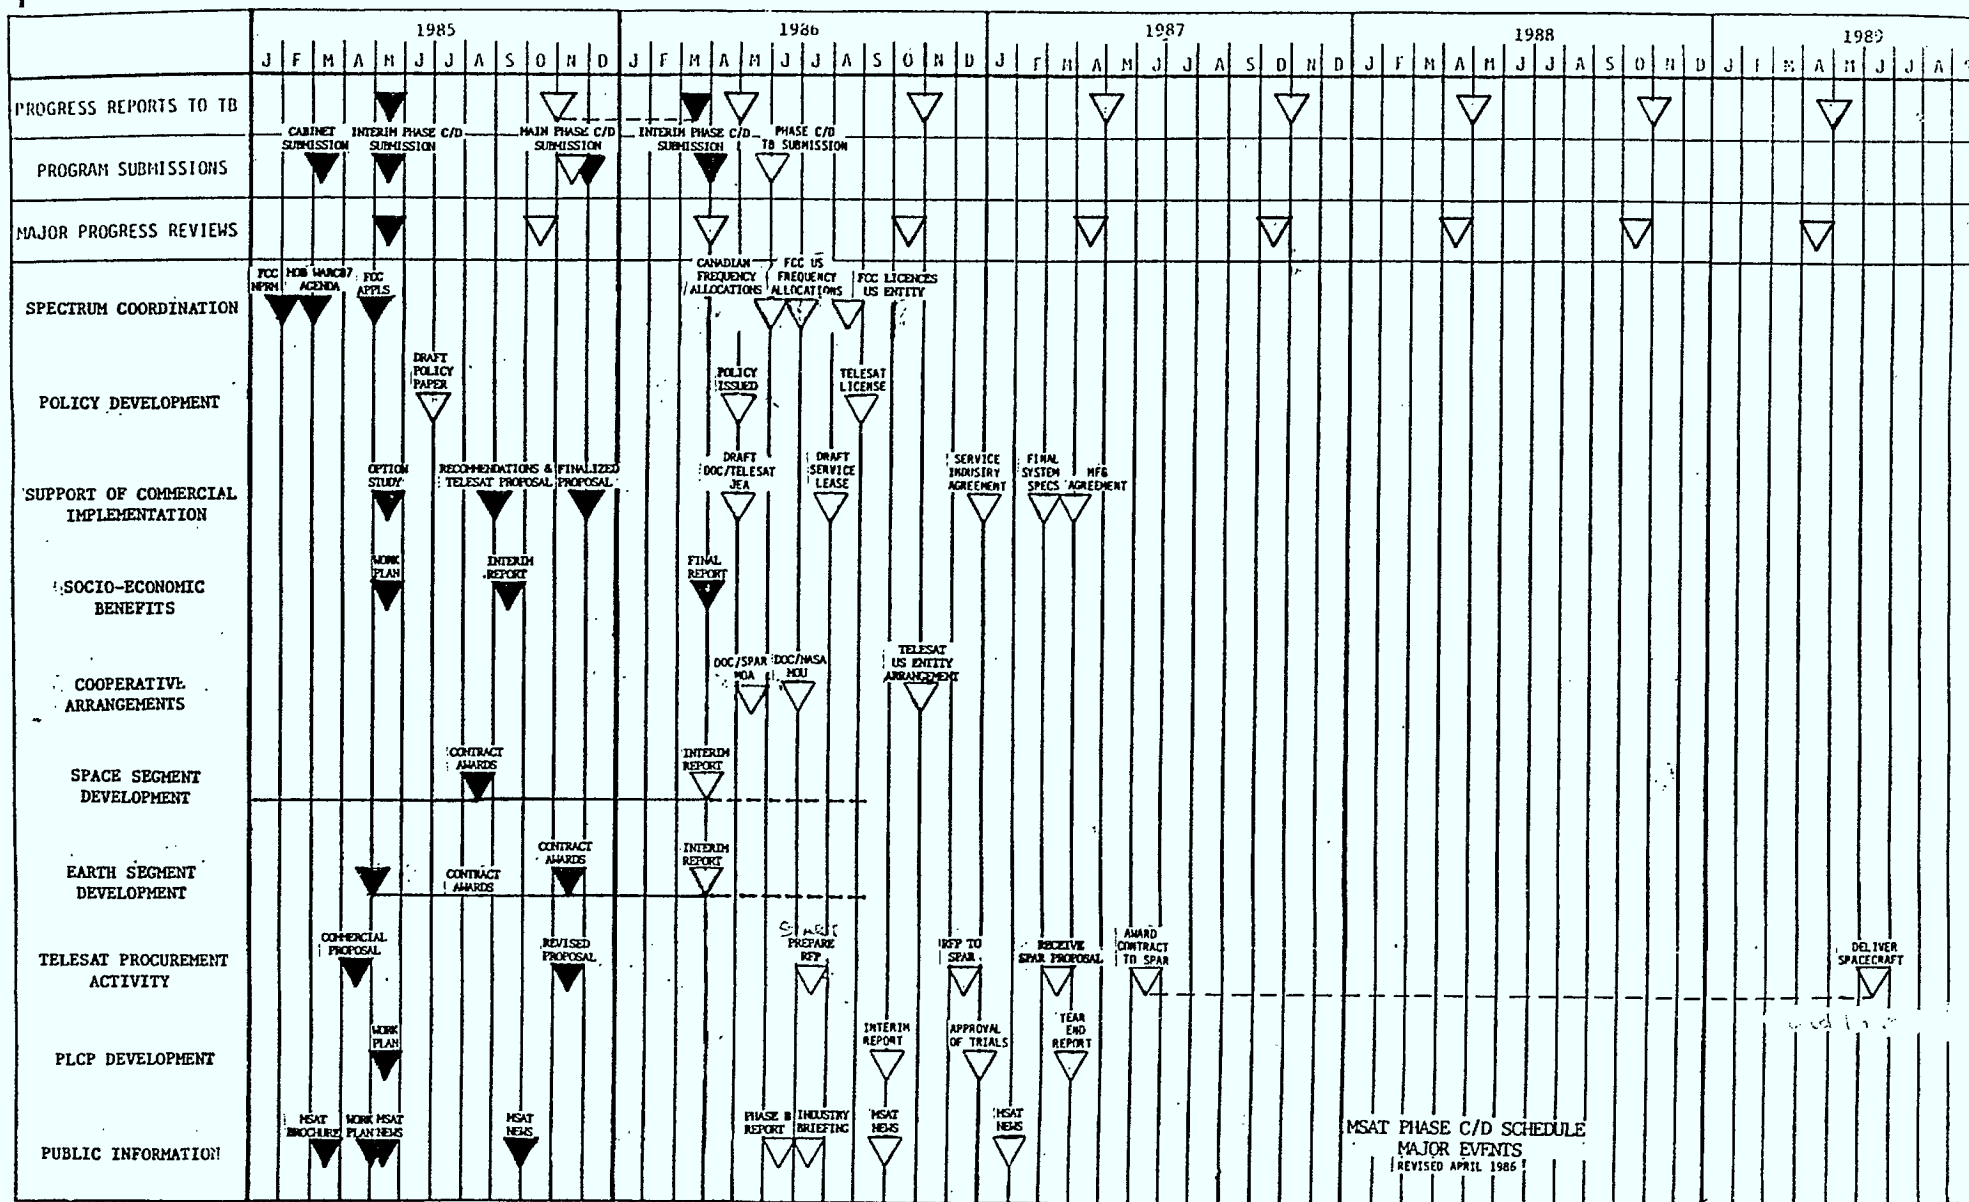 1985 1986 1987 1988 1989
J F M A M J J A S O N D J F M A M J J A S O N D J F M A M J J A S O N D J F M A M J J A S O N D J F M A M J J A S
PROGRESS REPORTS TO TB
CABINET SUBMISSION
INTERIM PHASE C/D SUBMISSION
MAIN PHASE C/D SUBMISSION
INTERIM PHASE C/D SUBMISSION
PHASE C/D TB SUBMISSION
PROGRAM SUBMISSIONS
MAJOR PROGRESS REVIEWS
FCC NPRM
MOB WARC87 AGENDA
FCC APPLS
CANADIAN FREQUENCY ALLOCATIONS
FCC US FREQUENCY ALLOCATIONS
FCC LICENCES US ENTITY
SPECTRUM COORDINATION
DRAFT POLICY PAPER
POLICY ISSUED
TELESAT LICENSE
POLICY DEVELOPMENT
OPTION STUDY
RECOMMENDATIONS & TELESAT PROPOSAL
FINALIZED PROPOSAL
DRAFT DOC/TELESAT JEA
DRAFT SERVICE LEASE
SERVICE INDUSTRY AGREEMENT
FINAL SYSTEM SPECS
MFG AGREEMENT
SUPPORT OF COMMERCIAL
IMPLEMENTATION
WORK PLAN
INTERIM REPORT
FINAL REPORT
SOCIO-ECONOMIC
BENEFITS
DOC/SPAR MOA
DOC/NASA MOU
TELESAT US ENTITY ARRANGEMENT
COOPERATIVE
ARRANGEMENTS
CONTRACT AWARDS
INTERIM REPORT
SPACE SEGMENT
DEVELOPMENT
CONTRACT AWARDS
CONTRACT AWARDS
INTERIM REPORT
EARTH SEGMENT
DEVELOPMENT
COMMERCIAL PROPOSAL
REVISED PROPOSAL
START
PREPARE RFP
RFP TO SPAR
RECEIVE SPAR PROPOSAL
AWARD CONTRACT TO SPAR
DELIVER SPACECRAFT
TELESAT PROCUREMENT
ACTIVITY
WORK PLAN
INTERIM REPORT
APPROVAL OF TRIALS
YEAR END REPORT
PLCP DEVELOPMENT
MSAT BROCHURE
WORK PLAN
MSAT NEWS
MSAT NEWS
PHASE B REPORT
INDUSTRY BRIEFING
MSAT NEWS
MSAT NEWS
PUBLIC INFORMATION
MSAT PHASE C/D SCHEDULE
MAJOR EVENTS
REVISED APRIL 1986